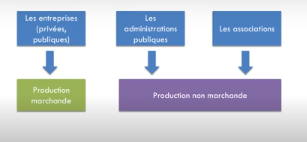 Les entreprises
(privées,
publiques)
Les
administrations
publiques
Les associations
Production
marchande
Production non marchande